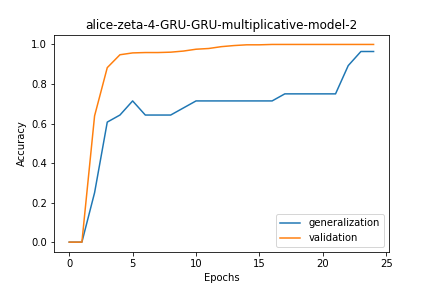 alice-zeta-4-GRU-GRU-multiplicative-model-2
1.0
0.8
0.6
0.4
0.2
0.0
Accuracy
generalization
validation
0 5 10 15 20 25
Epochs